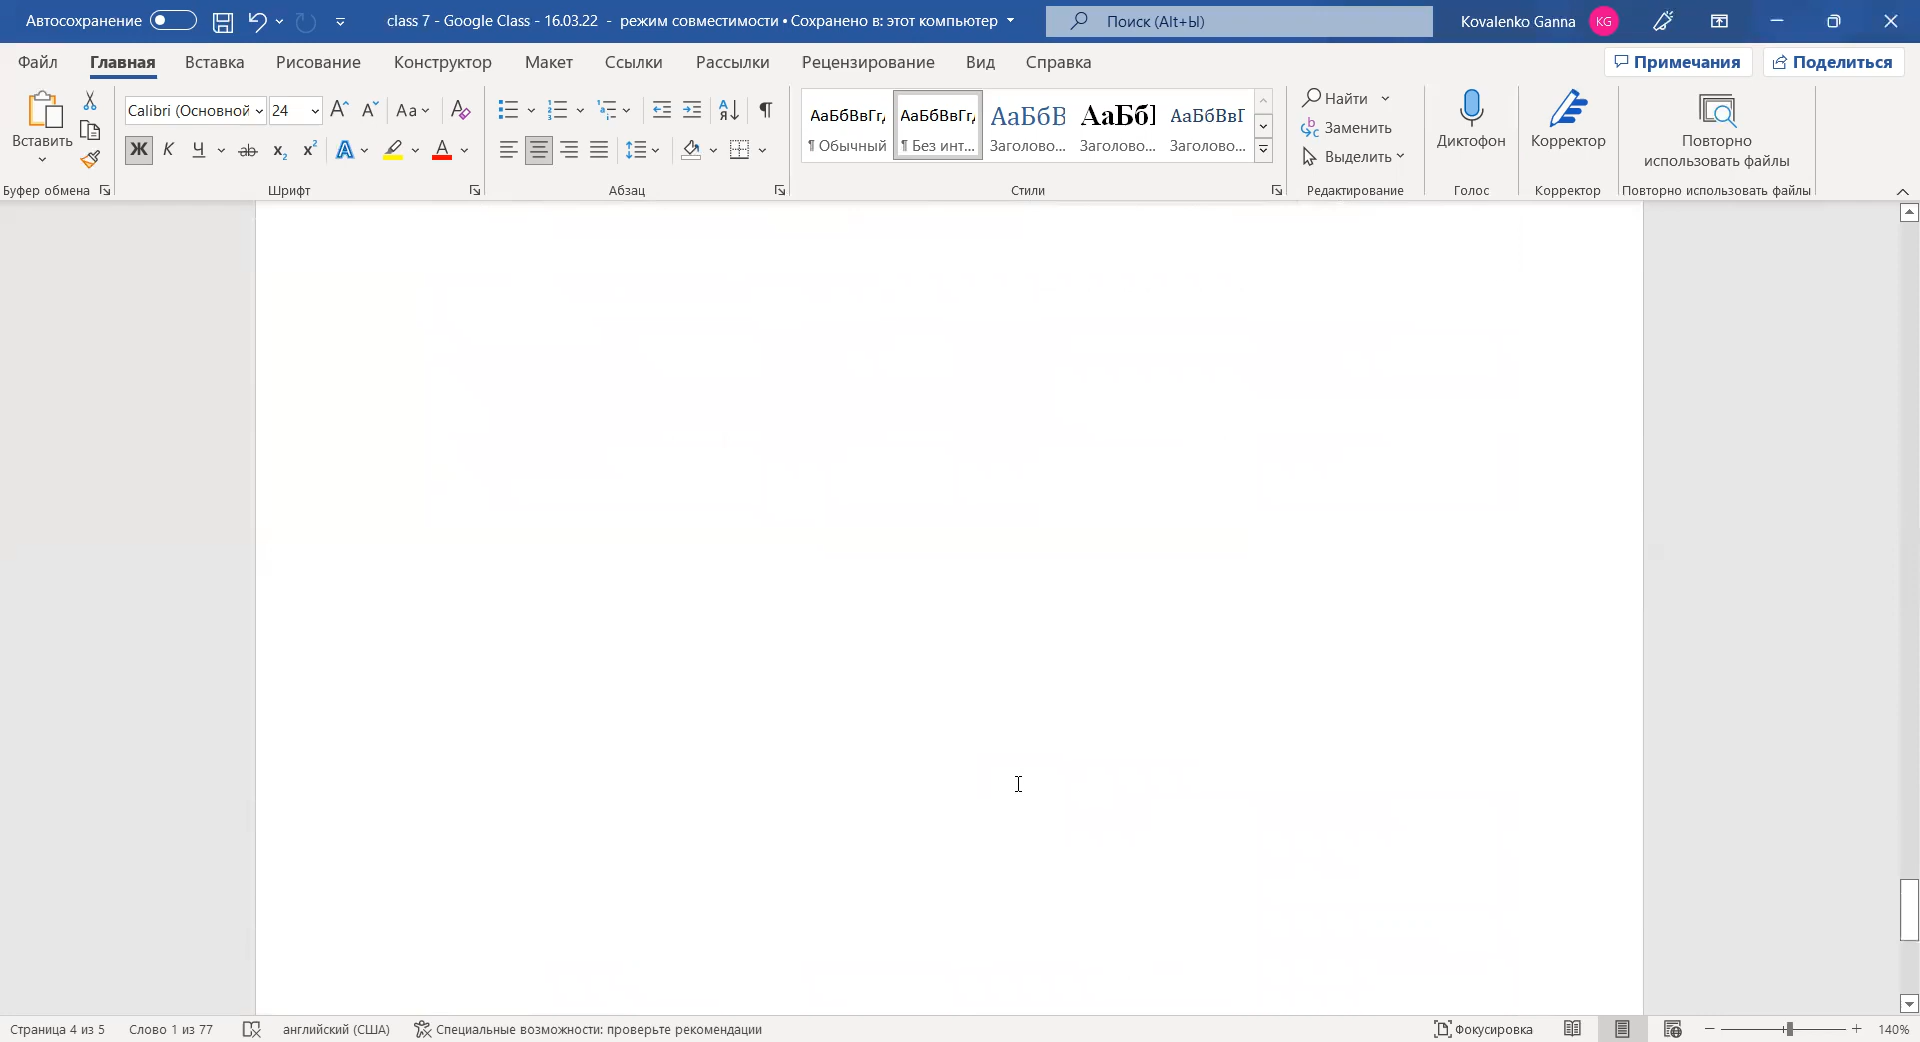 Автосохранение
class 7 - Google Class - 16.03.22 - режим совместимости • Сохранено в: этот компьютер
Поиск (Alt+Ы)
Kovalenko Ganna KG
Файл Главная Вставка Рисование Конструктор Макет Ссылки Рассылки Рецензирование Вид Справка
Примечания Поделиться
Вставить
Calibri (Основной 24 Aa
Ж К Ч ab x₂ x² A A
АаБбВвГг, АаБбВвГг, АаБбВ АаБб АаБбВвГ
¶ Обычный ¶ Без инт... Заголово... Заголово... Заголово...
Найти
Заменить
Выделить
Диктофон
Корректор
Повторно
использовать файлы
Буфер обмена Шрифт Абзац Стили Редактирование Голос Корректор Повторно использовать файлы
Страница 4 из 5 Слово 1 из 77 английский (США) Специальные возможности: проверьте рекомендации Фокусировка 140%